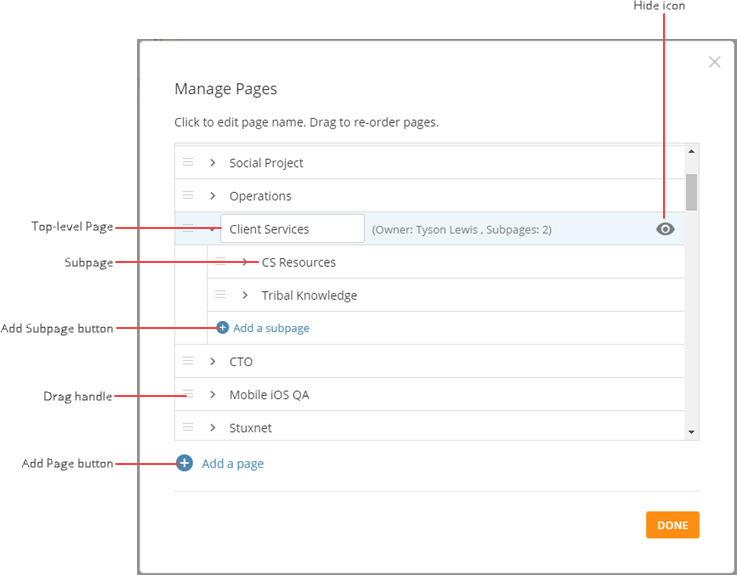 Hide icon
Manage Pages
Click to edit page name. Drag to re-order pages.
Social Project
Operations
Top-level Page
Client Services (Owner: Tyson Lewis , Subpages: 2)
Subpage
CS Resources
Tribal Knowledge
Add Subpage button
Add a subpage
CTO
Drag handle
Mobile iOS QA
Stuxnet
Add Page button
Add a page
DONE